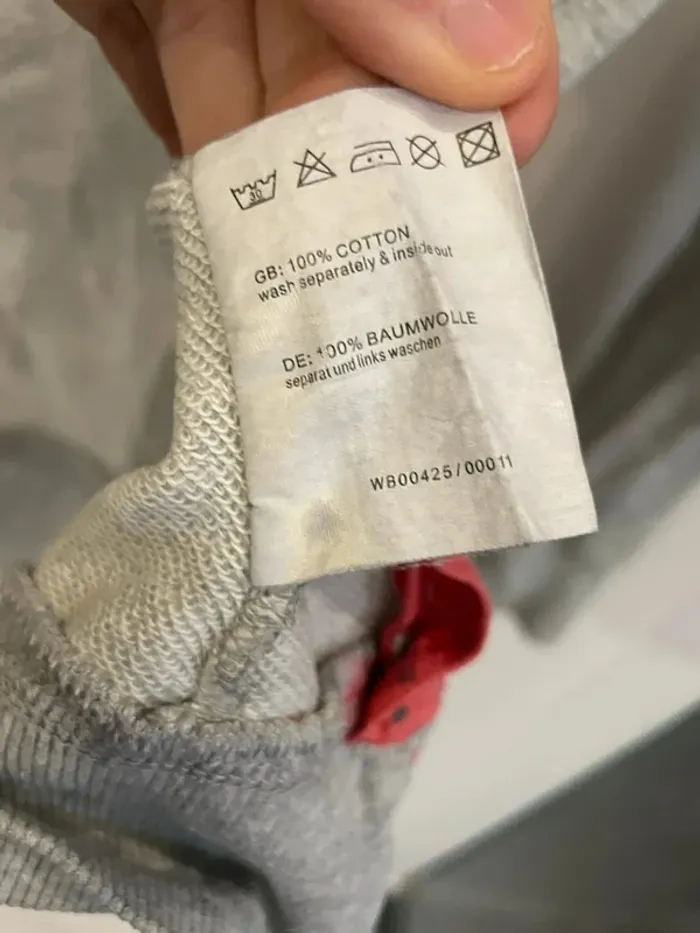 30
GB: 100% COTTON
wash separately & inside out
DE: 100% BAUMWOLLE
separat und links waschen
WB00425/00011